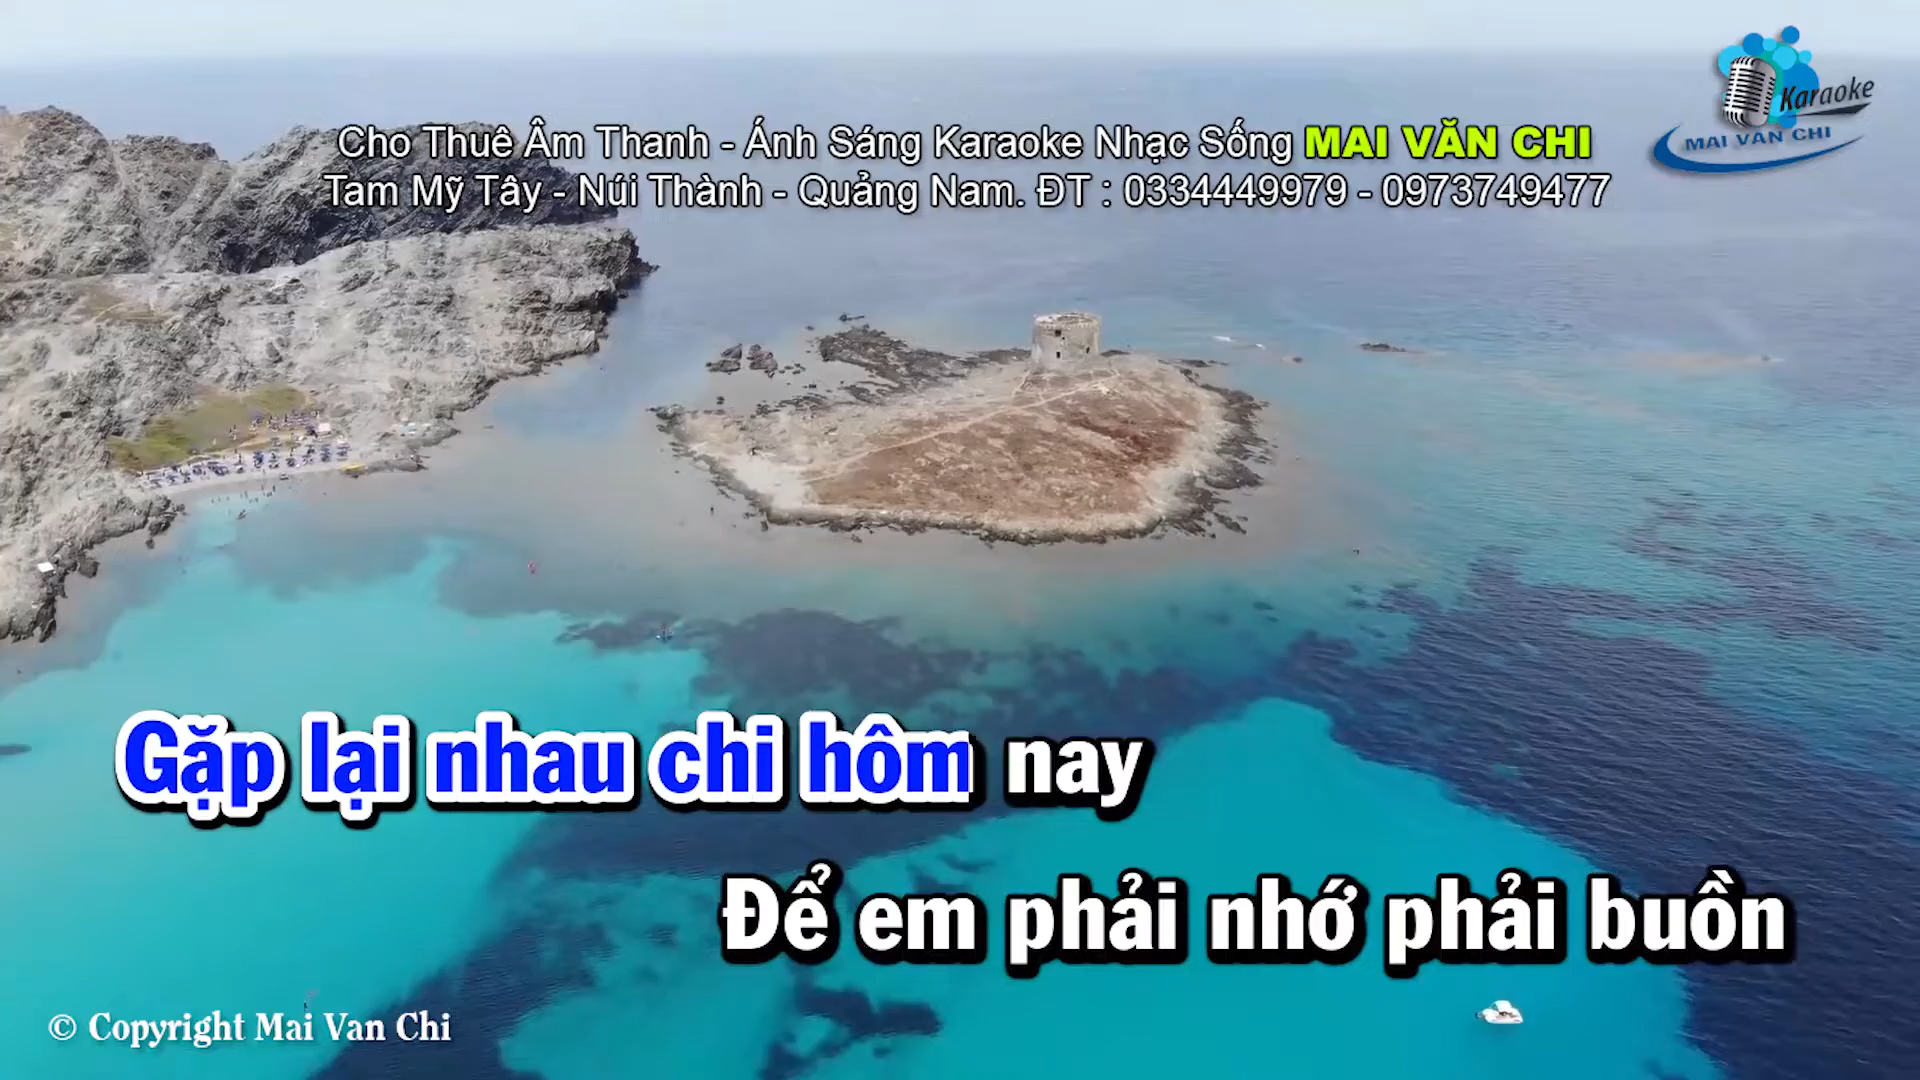 Karaoke
MAI VAN CHI
Cho Thuê Âm Thanh - Ánh Sáng Karaoke Nhạc Sống MAI VĂN CHI
Tam Mỹ Tây - Núi Thành - Quảng Nam. ĐT : 0334449979 - 0973749477
Gặp lại nhau chi hôm nay
Để em phải nhớ phải buồn
© Copyright Mai Van Chi